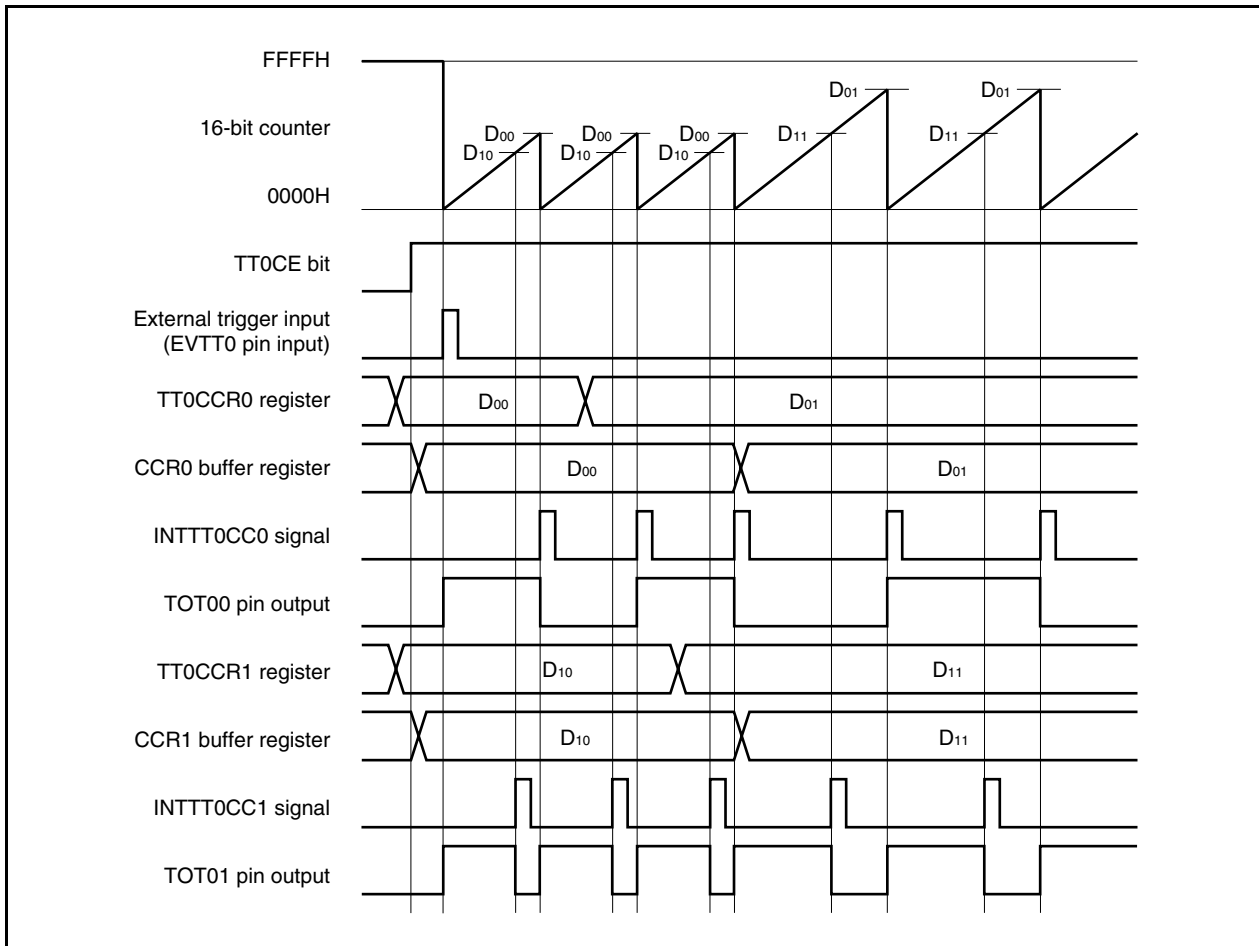 FFFFH
16-bit counter
0000H
D00 D00 D00 D01 D01
D10 D10 D10 D11 D11
TT0CE bit
External trigger input
(EVTT0 pin input)
TT0CCR0 register D00 D01
CCR0 buffer register D00 D01
INTTT0CC0 signal
TOT00 pin output
TT0CCR1 register D10 D11
CCR1 buffer register D10 D11
INTTT0CC1 signal
TOT01 pin output